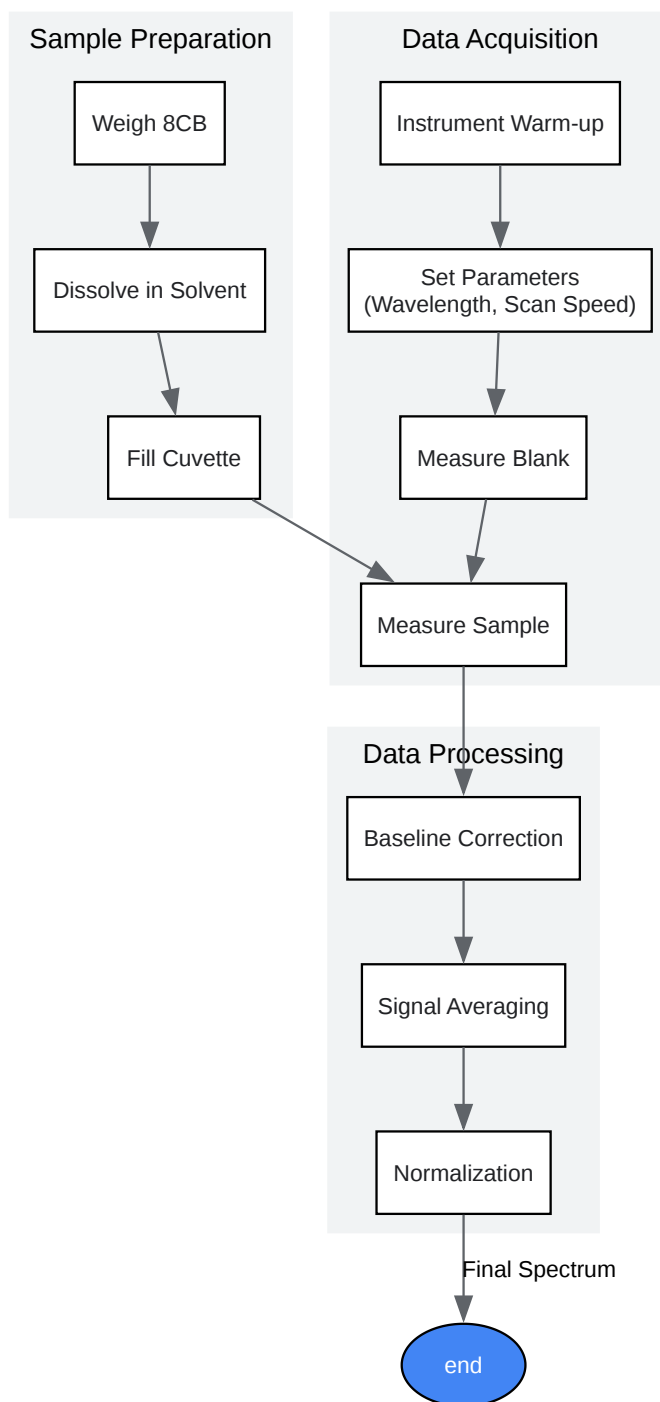 Sample Preparation
Weigh 8CB
Dissolve in Solvent
Fill Cuvette
Data Acquisition
Instrument Warm-up
Set Parameters
(Wavelength, Scan Speed)
Measure Blank
Measure Sample
Data Processing
Baseline Correction
Signal Averaging
Normalization
Final Spectrum
end